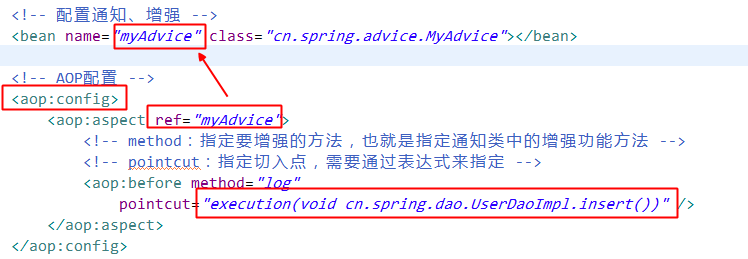 <!-- 配置通知、增强 -->
<bean name="myAdvice" class="cn.spring.advice.MyAdvice"></bean>
<!-- AOP配置 -->
<aop:config>
<aop:aspect ref="myAdvice">
<!-- method：指定要增强的方法，也就是指定通知类中的增强功能方法 -->
<!-- pointcut：指定切入点，需要通过表达式来指定 -->
<aop:before method="log"
pointcut="execution(void cn.spring.dao.UserDaoImpl.insert())" />
</aop:aspect>
</aop:config>